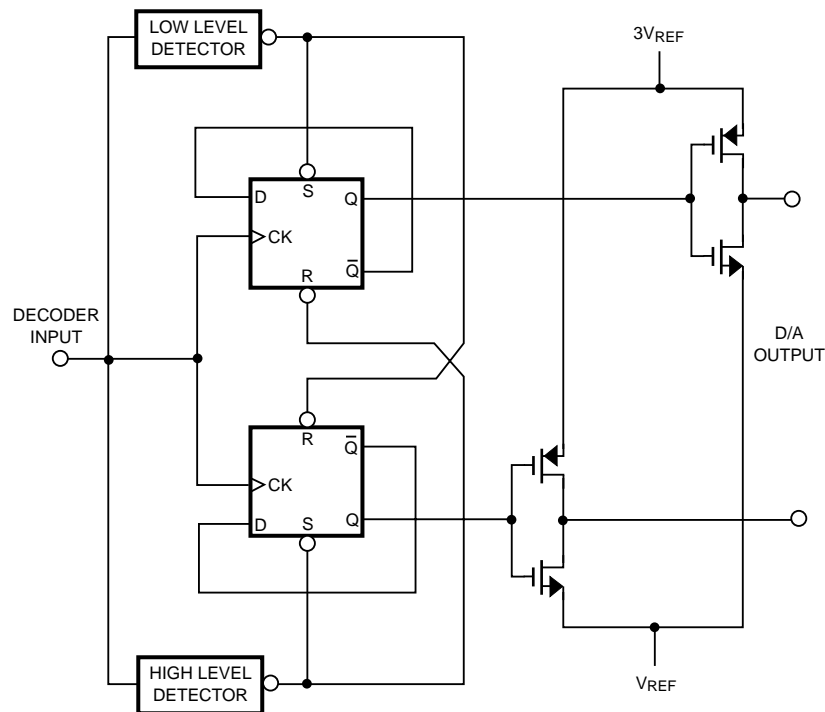 LOW LEVEL
DETECTOR
3VREF
D
S
Q
CK
R
Q̅
DECODER
INPUT
D/A
OUTPUT
R
Q̅
CK
D
S
Q
HIGH LEVEL
DETECTOR
VREF